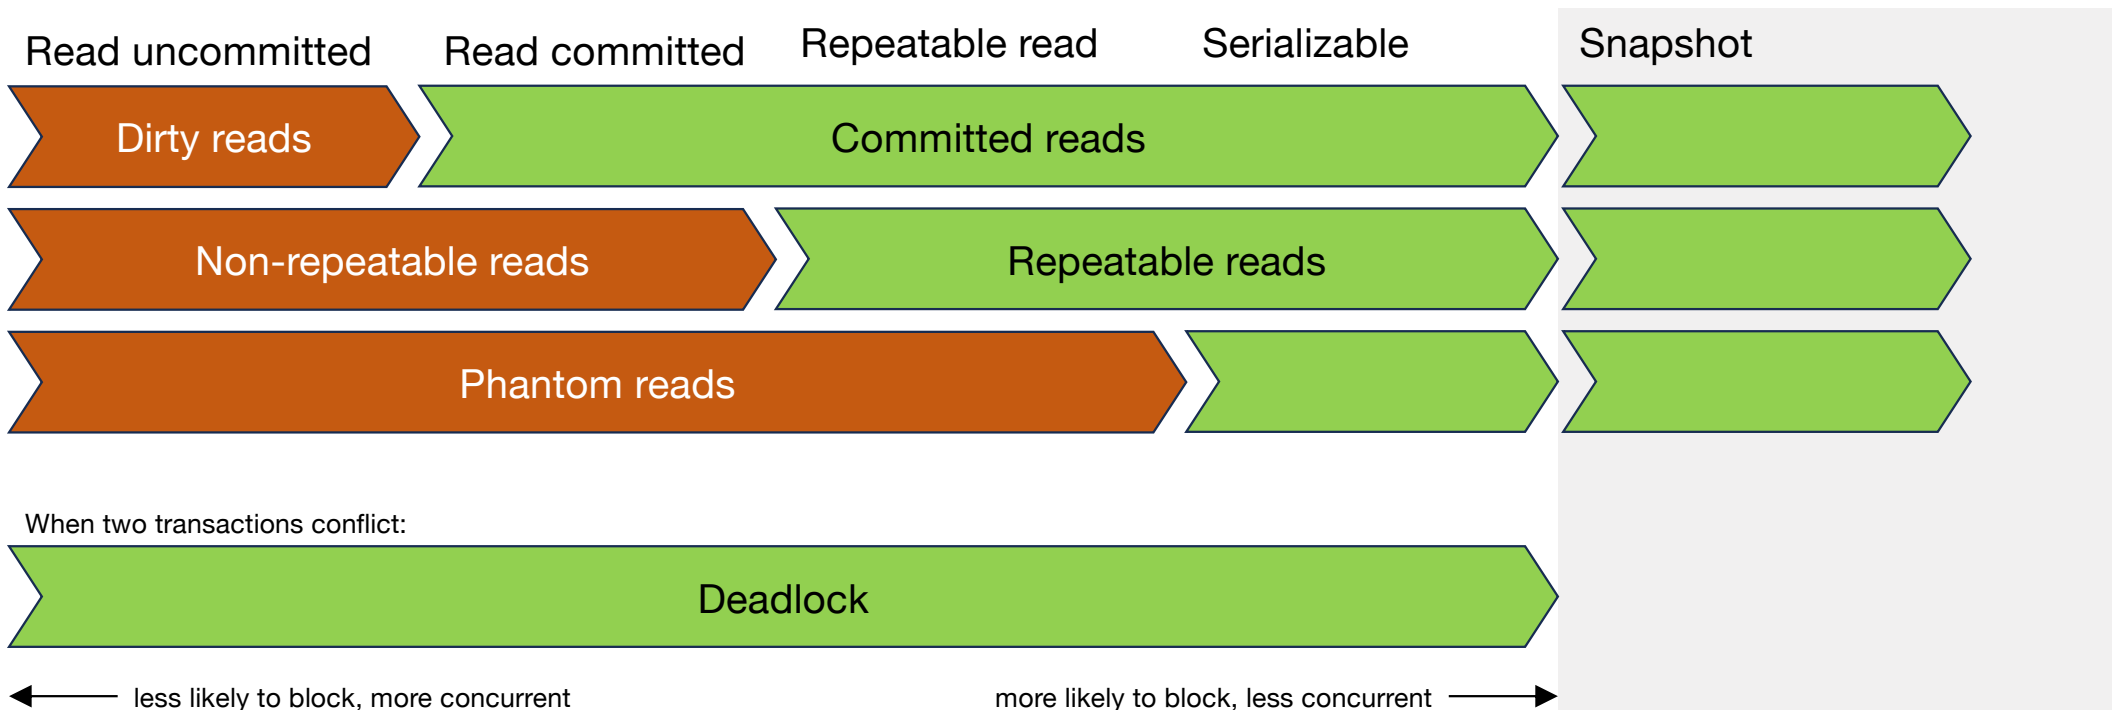 Read uncommitted
Read committed
Repeatable read
Serializable
Snapshot
Dirty reads
Committed reads
Non-repeatable reads
Repeatable reads
Phantom reads
When two transactions conflict:
Deadlock
less likely to block, more concurrent
more likely to block, less concurrent